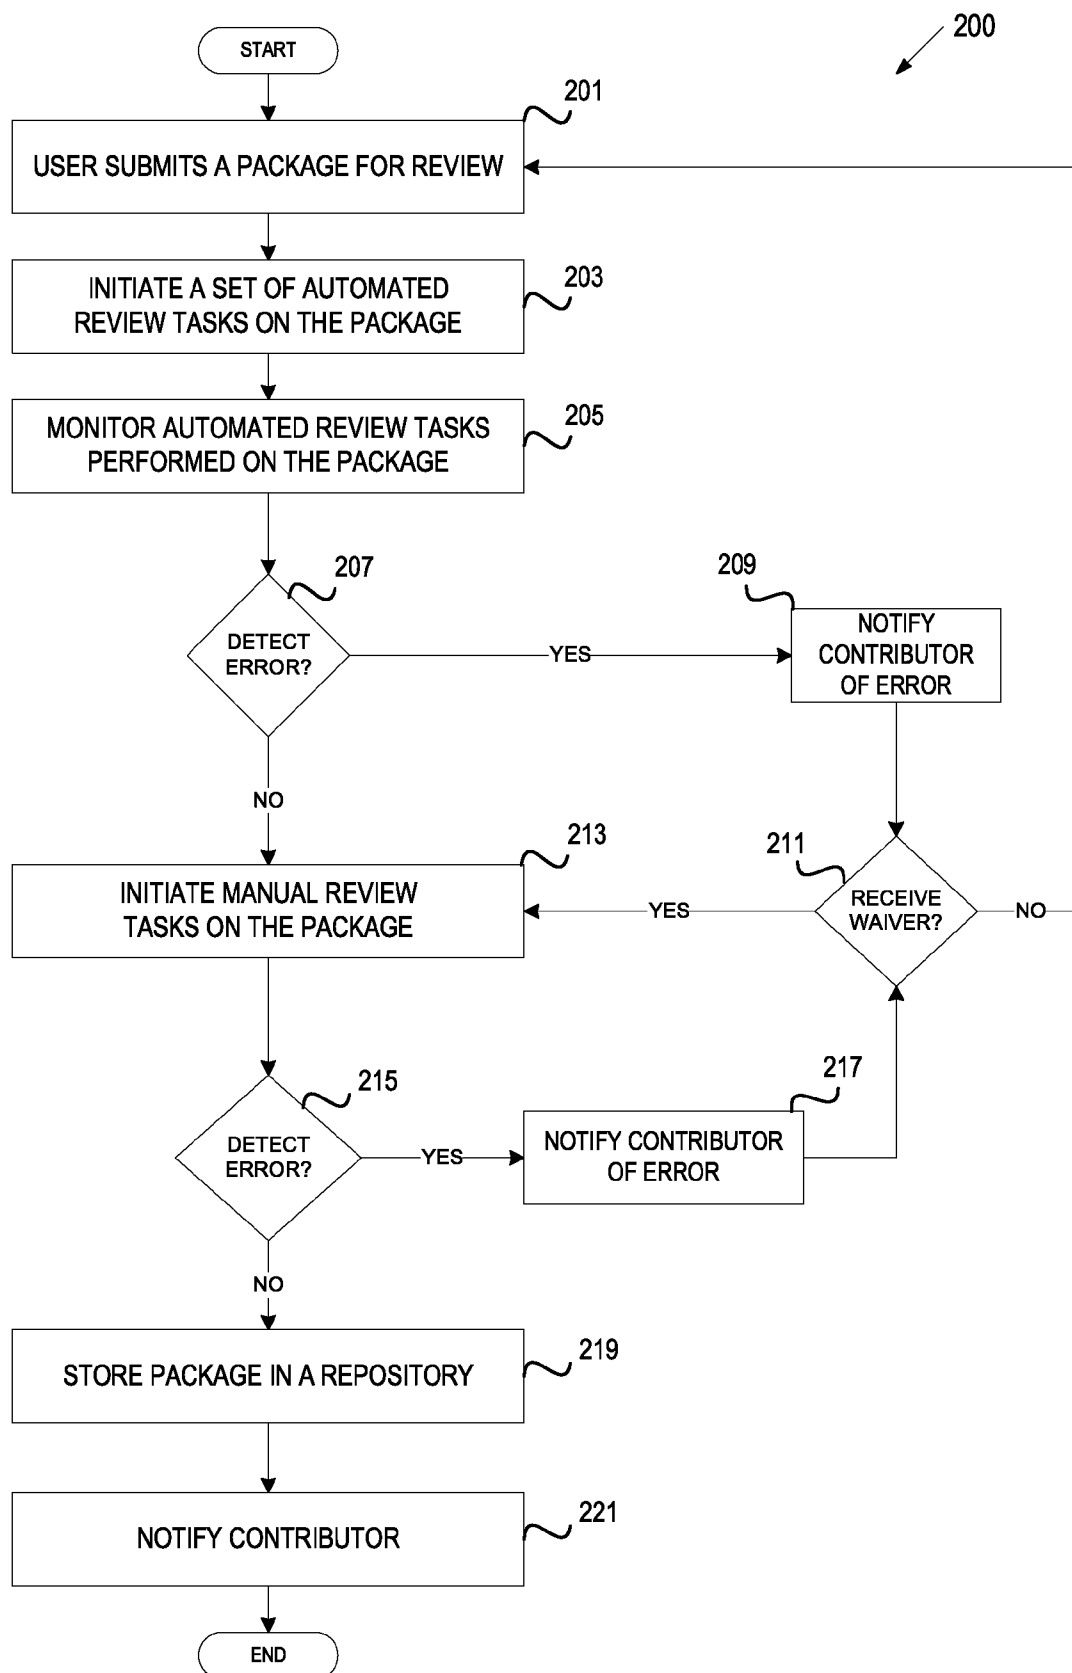 200
START
201
USER SUBMITS A PACKAGE FOR REVIEW
203
INITIATE A SET OF AUTOMATED
REVIEW TASKS ON THE PACKAGE
205
MONITOR AUTOMATED REVIEW TASKS
PERFORMED ON THE PACKAGE
207
DETECT
ERROR?
YES
209
NOTIFY
CONTRIBUTOR
OF ERROR
NO
213
INITIATE MANUAL REVIEW
TASKS ON THE PACKAGE
YES
211
RECEIVE
WAIVER?
NO
215
DETECT
ERROR?
YES
217
NOTIFY CONTRIBUTOR
OF ERROR
NO
219
STORE PACKAGE IN A REPOSITORY
221
NOTIFY CONTRIBUTOR
END